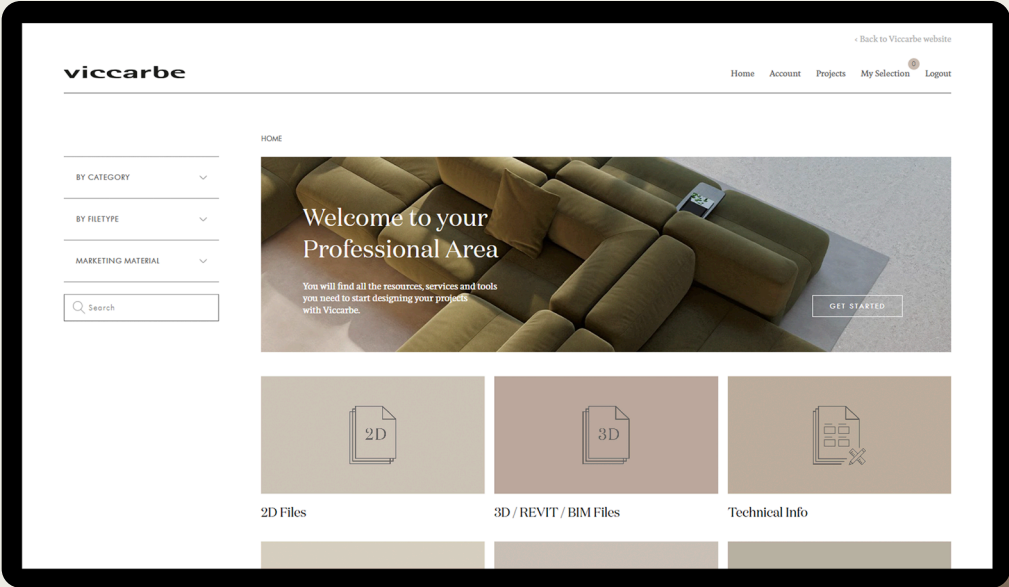 ‹ Back to Viccarbe website
viccarbe
Home Account Projects My Selection 0 Logout
HOME
BY CATEGORY
BY FILETYPE
MARKETING MATERIAL
Search
Welcome to your
Professional Area
You will find all the resources, services and tools
you need to start designing your projects
with Viccarbe.
GET STARTED
2D
3D
2D Files
3D / REVIT / BIM Files
Technical Info